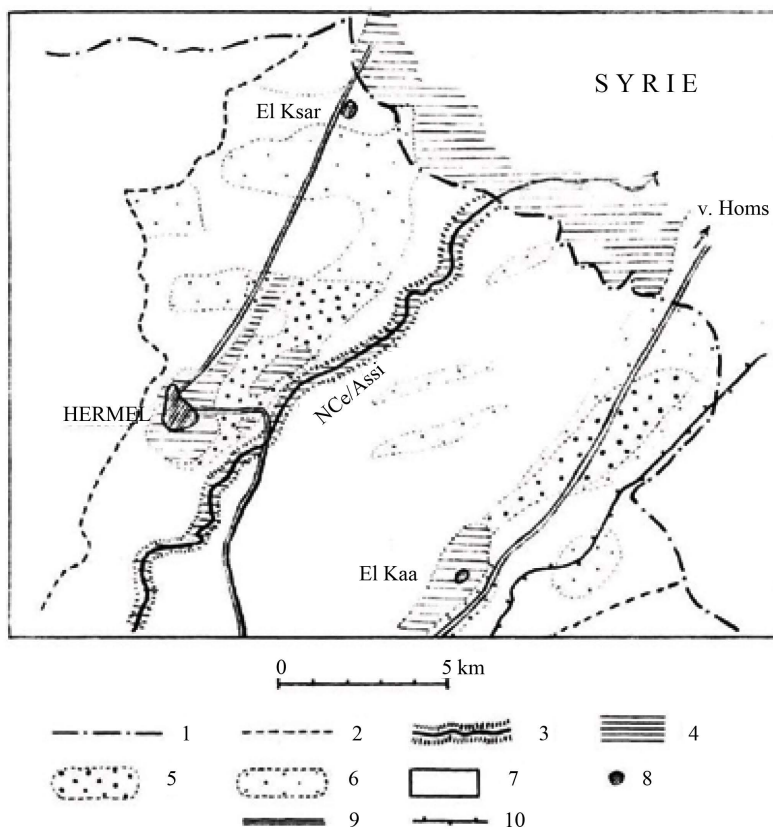 SYRIE
El Ksar
v. Homs
NCe/Assi
HERMEL
El Kaa
0 5 km
1 2 3 4
5 6 7 8
9 10